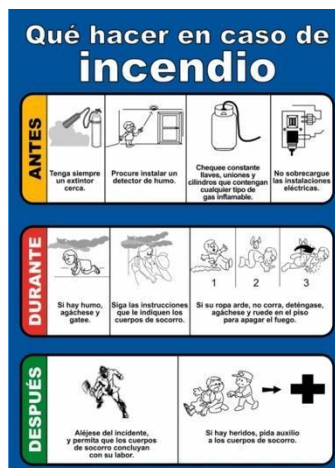 Qué hacer en caso de
incendio
ANTES
Tenga siempre
un extintor
cerca.
Procure instalar un
detector de humo.
Chequee constante
llaves, uniones y
cilindros que contengan
cualquier tipo de
gas inflamable.
No sobrecargue
las instalaciones
eléctricas.
DURANTE
Si hay humo,
agáchese y
gatee.
Siga las instrucciones
que le indiquen los
cuerpos de socorro.
1 2 3
Si su ropa arde, no corra, deténgase,
agáchese y ruede en el piso
para apagar el fuego.
DESPUÉS
Aléjese del incidente,
y permita que los cuerpos
de socorro concluyan
con su labor.
Si hay heridos, pida auxilio
a los cuerpos de socorro.